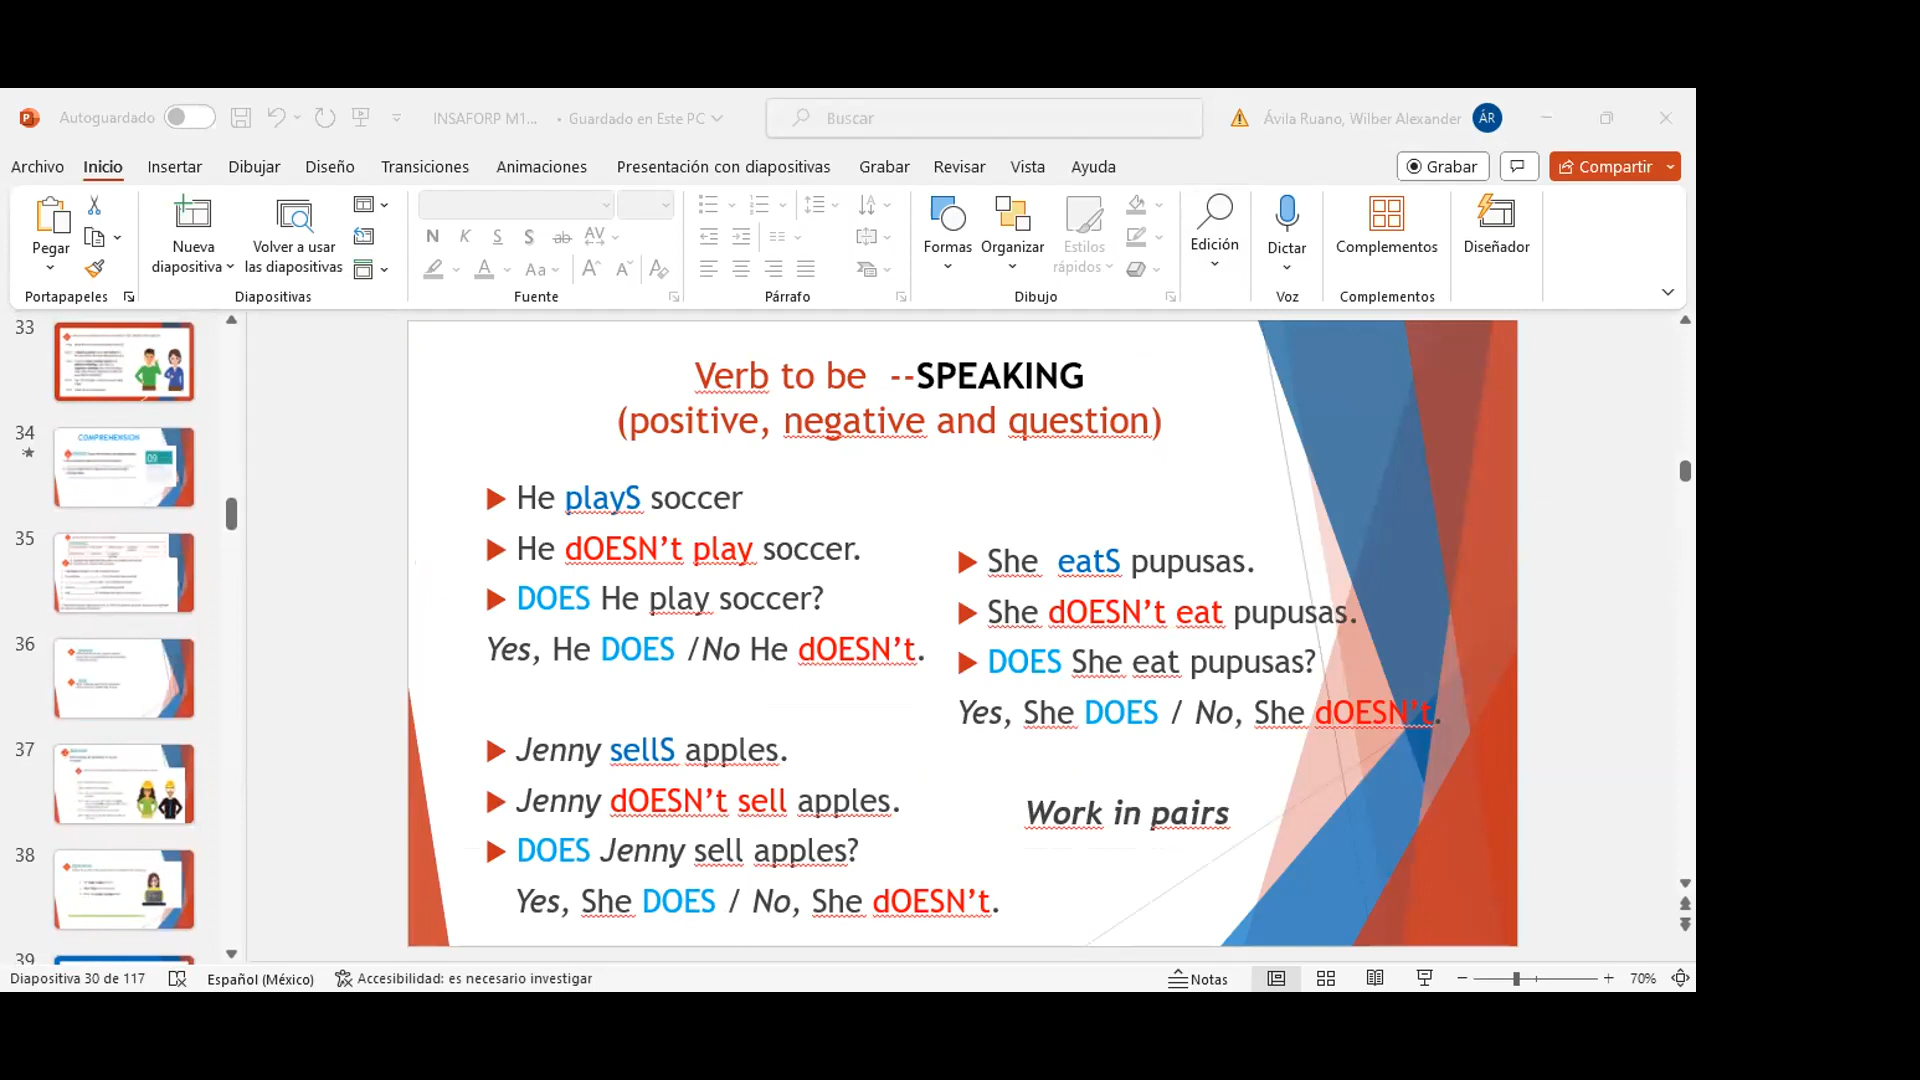 Autoguardado
INSAFORP M1... • Guardado en Este PC
Buscar
Ávila Ruano, Wilber Alexander
ÁR
Archivo Inicio Insertar Dibujar Diseño Transiciones Animaciones Presentación con diapositivas Grabar Revisar Vista Ayuda
Grabar
Compartir
Pegar
Nueva diapositiva
Volver a usar las diapositivas
N K S S ab AV
A Aa A A A
Formas
Organizar
Estilos rápidos
Edición
Dictar
Complementos
Diseñador
Portapapeles
Diapositivas
Fuente
Párrafo
Dibujo
Voz
Complementos
33
34
COMPREHENSION
09
35
36
37
38
39
Verb to be --SPEAKING
(positive, negative and question)
He playS soccer
He dOESN’t play soccer.
DOES He play soccer?
Yes, He DOES /No He dOESN’t.
Jenny sellS apples.
Jenny dOESN’t sell apples.
DOES Jenny sell apples?
Yes, She DOES / No, She dOESN’t.
She eatS pupusas.
She dOESN’t eat pupusas.
DOES She eat pupusas?
Yes, She DOES / No, She dOESN’t.
Work in pairs
Diapositiva 30 de 117
Español (México)
Accesibilidad: es necesario investigar
Notas
70%